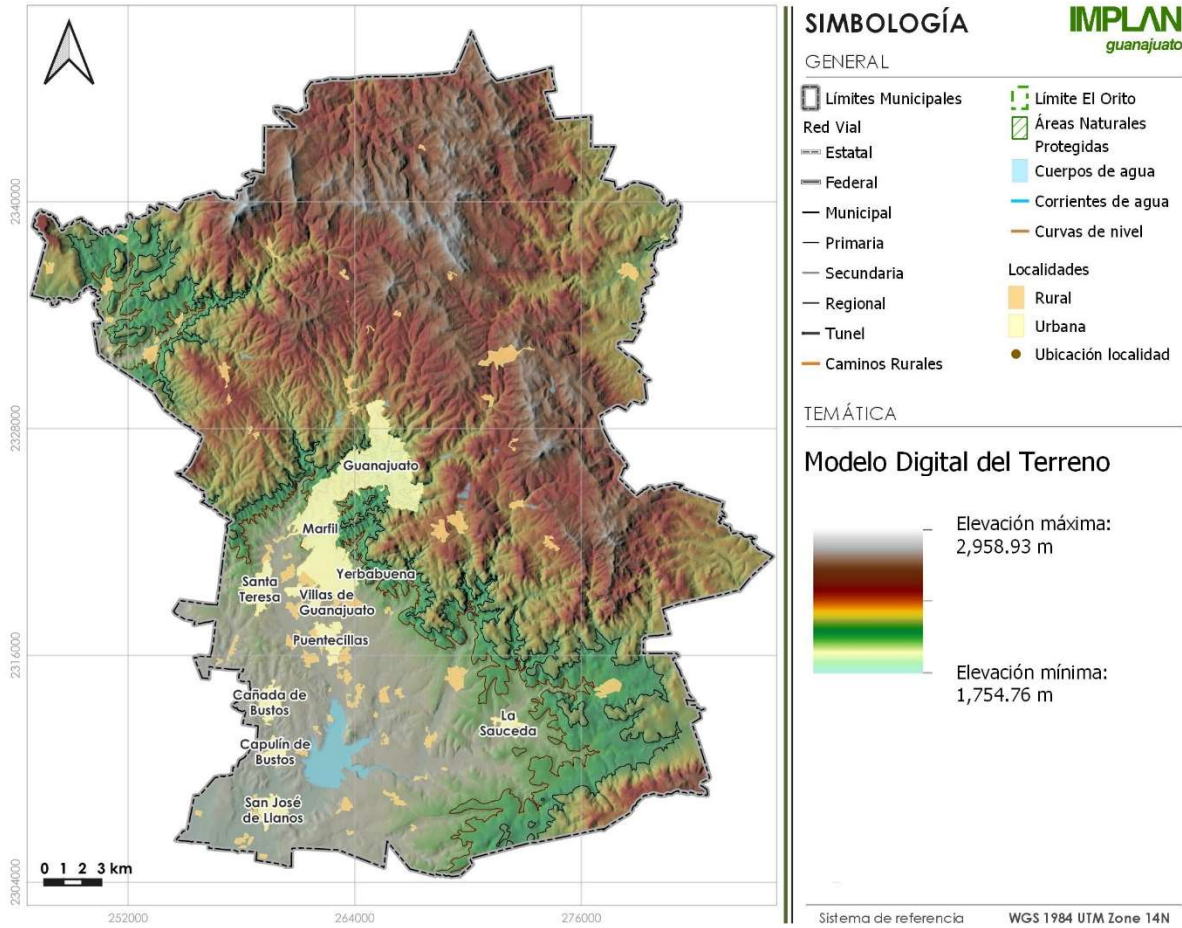 2340000
2328000
2316000
2304000
252000
264000
276000
0 1 2 3 km
Guanajuato
Marfil
Yerbabuena
Santa
Teresa
Villas de
Guanajuato
Puentecillas
Cañada de
Bustos
La
Sauceda
Capulín de
Bustos
San José
de Llanos
SIMBOLOGÍA
IMPLAN
guanajuato
GENERAL
Límites Municipales
Red Vial
Estatal
Federal
Municipal
Primaria
Secundaria
Regional
Tunel
Caminos Rurales
Límite El Orito
Áreas Naturales
Protegidas
Cuerpos de agua
Corrientes de agua
Curvas de nivel
Localidades
Rural
Urbana
Ubicación localidad
TEMÁTICA
Modelo Digital del Terreno
Elevación máxima:
2,958.93 m
Elevación mínima:
1,754.76 m
Sistema de referencia WGS 1984 UTM Zone 14N